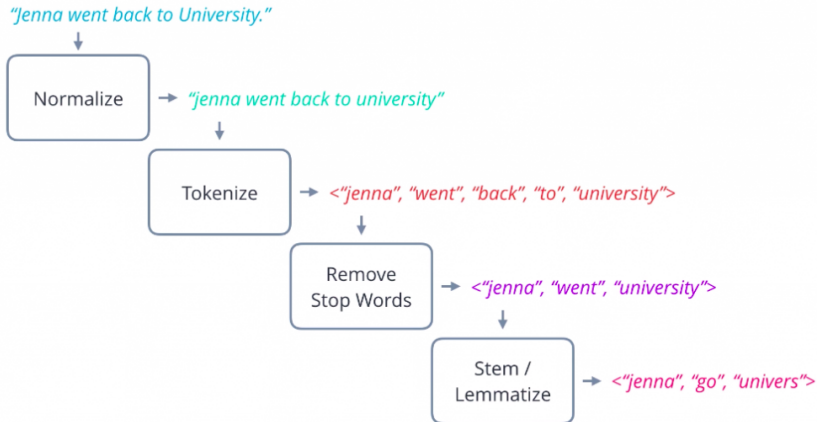 “Jenna went back to University.”
Normalize
“jenna went back to university”
Tokenize
<“jenna”, “went”, “back”, “to”, “university”>
Remove
Stop Words
<“jenna”, “went”, “university”>
Stem /
Lemmatize
<“jenna”, “go”, “univers”>